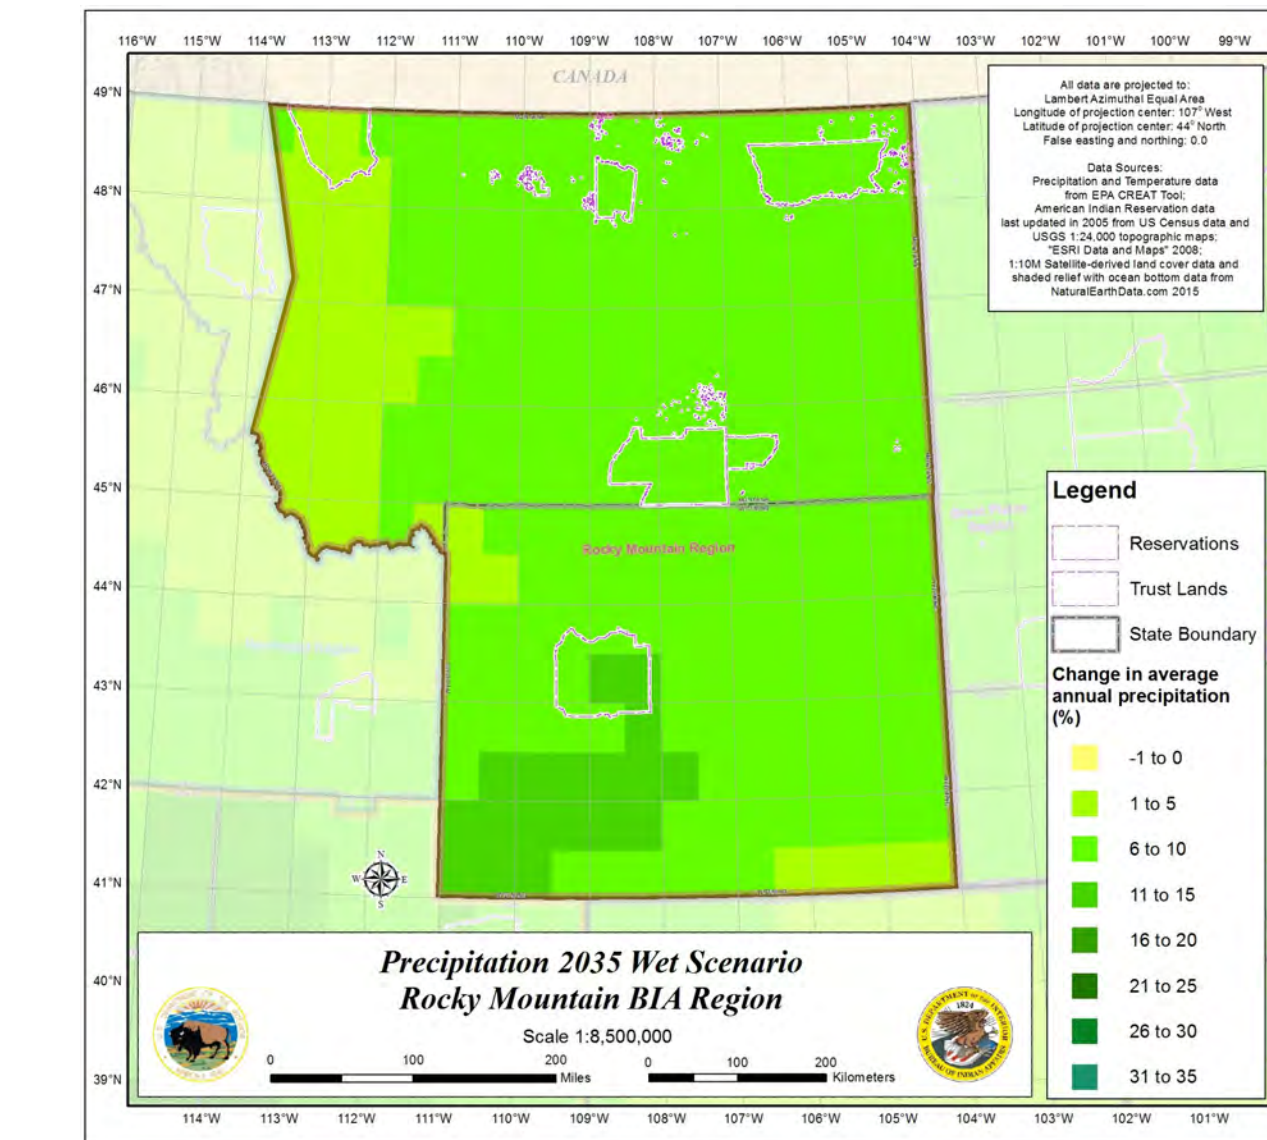 116°W 115°W 114°W 113°W 112°W 111°W 110°W 109°W 108°W 107°W 106°W 105°W 104°W 103°W 102°W 101°W 100°W 99°W
CANADA
All data are projected to:
Lambert Azimuthal Equal Area
Longitude of projection center: 107° West
Latitude of projection center: 44° North
False easting and northing: 0.0
Data Sources:
Precipitation and Temperature data
from EPA CREAT Tool;
American Indian Reservation data
last updated in 2005 from US Census data and
USGS 1:24,000 topographic maps;
"ESRI Data and Maps" 2008;
1:10M Satellite-derived land cover data and
shaded relief with ocean bottom data from
NaturalEarthData.com 2015
49°N
48°N
47°N
46°N
45°N
44°N
43°N
42°N
41°N
40°N
39°N
Rocky Mountain Region
Legend
Reservations
Trust Lands
State Boundary
Change in average
annual precipitation
(%)
-1 to 0
1 to 5
6 to 10
11 to 15
16 to 20
21 to 25
26 to 30
31 to 35
N
W E
S
Precipitation 2035 Wet Scenario
Rocky Mountain BIA Region
Scale 1:8,500,000
0 100 200
Miles
0 100 200
Kilometers
U.S. DEPARTMENT OF THE INTERIOR
1824
BUREAU OF INDIAN AFFAIRS
114°W 113°W 112°W 111°W 110°W 109°W 108°W 107°W 106°W 105°W 104°W 103°W 102°W 101°W